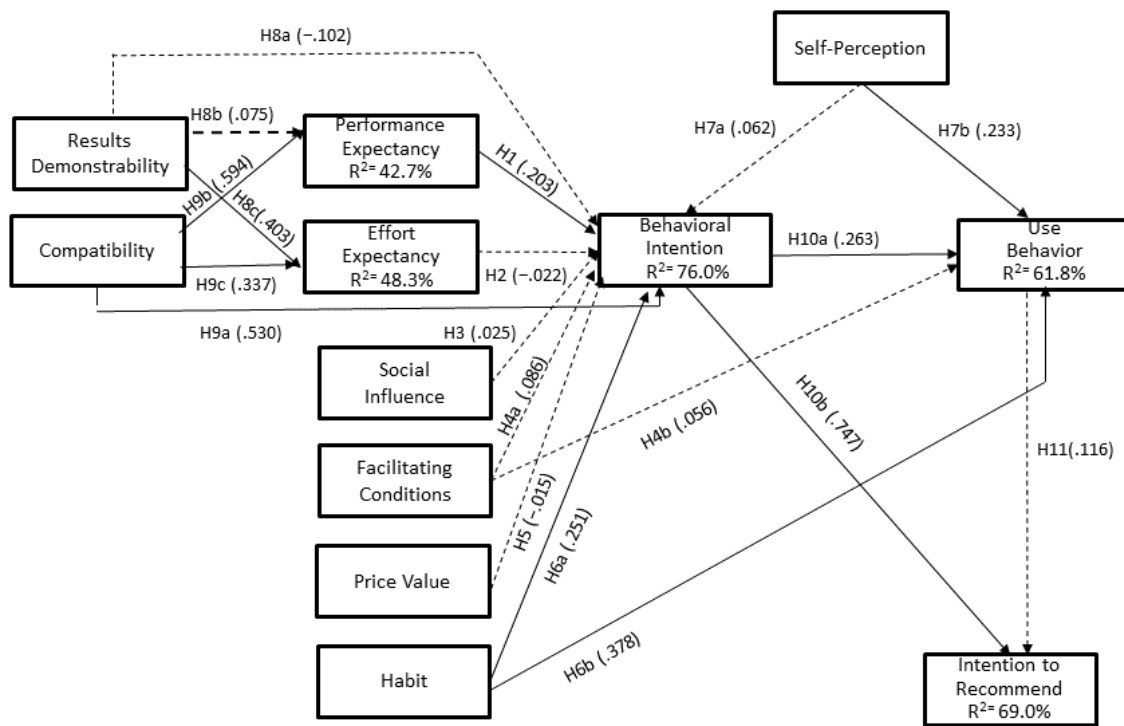 H8a (−.102)
Self-Perception
Results
Demonstrability
H8b (.075)
Performance
Expectancy
R²= 42.7%
H1 (.203)
H7a (.062)
H7b (.233)
H9b (.594)
H8c(.403)
Compatibility
Effort
Expectancy
R²= 48.3%
H9c (.337)
H2 (−.022)
Behavioral
Intention
R²= 76.0%
H10a (.263)
Use
Behavior
R²= 61.8%
H9a (.530)
H3 (.025)
Social
Influence
H4a (.086)
H10b (.747)
H4b (.056)
H11(.116)
Facilitating
Conditions
H5 (−.015)
H6a (.251)
Price Value
H6b (.378)
Habit
Intention to
Recommend
R²= 69.0%